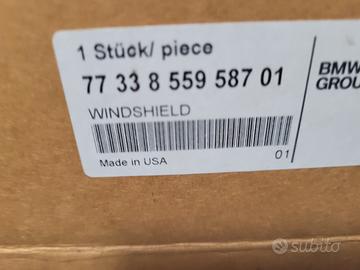 1 Stück/ piece
77 33 8 559 587 01
BMW
GROU
WINDSHIELD
Made in USA
01
subito